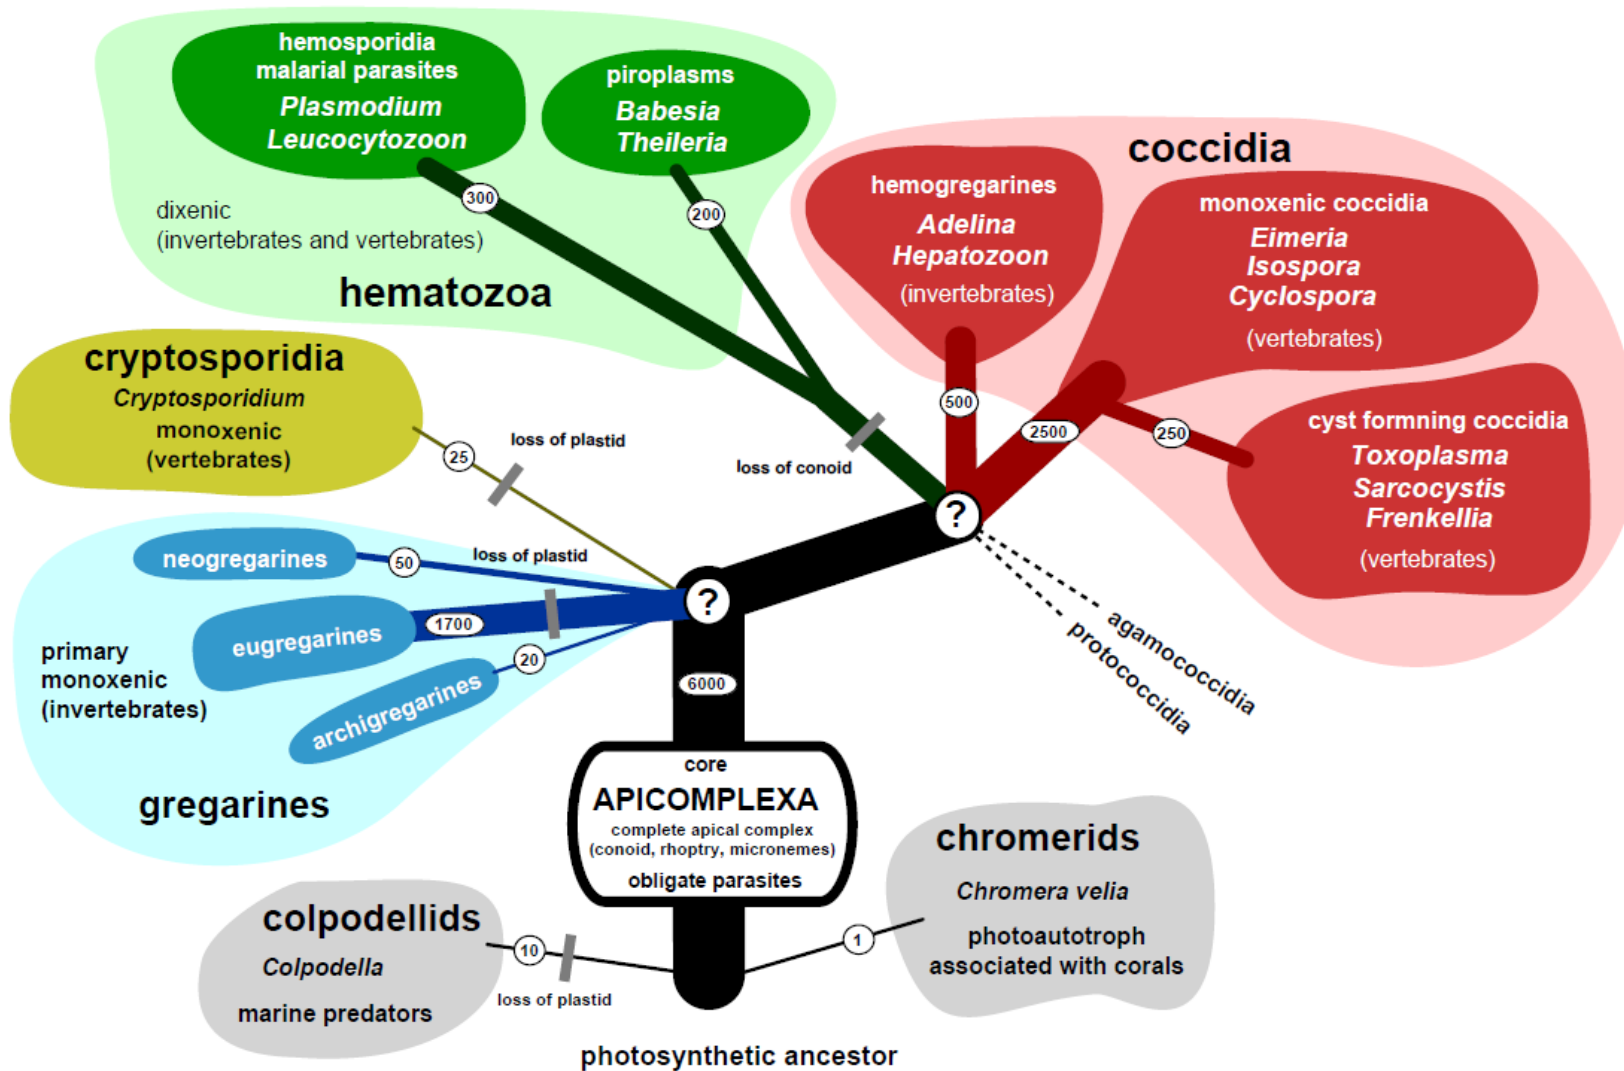 hemosporidia
malarial parasites
Plasmodium
Leucocytozoon
piroplasms
Babesia
Theileria
300
200
dixenic
(invertebrates and vertebrates)
hematozoa
coccidia
hemogregarines
Adelina
Hepatozoon
(invertebrates)
monoxenic coccidia
Eimeria
Isospora
Cyclospora
(vertebrates)
500
2500
250
cyst formning coccidia
Toxoplasma
Sarcocystis
Frenkellia
(vertebrates)
cryptosporidia
Cryptosporidium
monoxenic
(vertebrates)
25
loss of plastid
loss of conoid
?
?
neogregarines
50
loss of plastid
eugregarines
1700
archigregarines
20
primary
monoxenic
(invertebrates)
gregarines
6000
agamococcidia
protococcidia
core
APICOMPLEXA
complete apical complex
(conoid, rhoptry, micronemes)
obligate parasites
colpodellids
Colpodella
marine predators
10
loss of plastid
1
chromerids
Chromera velia
photoautotroph
associated with corals
photosynthetic ancestor